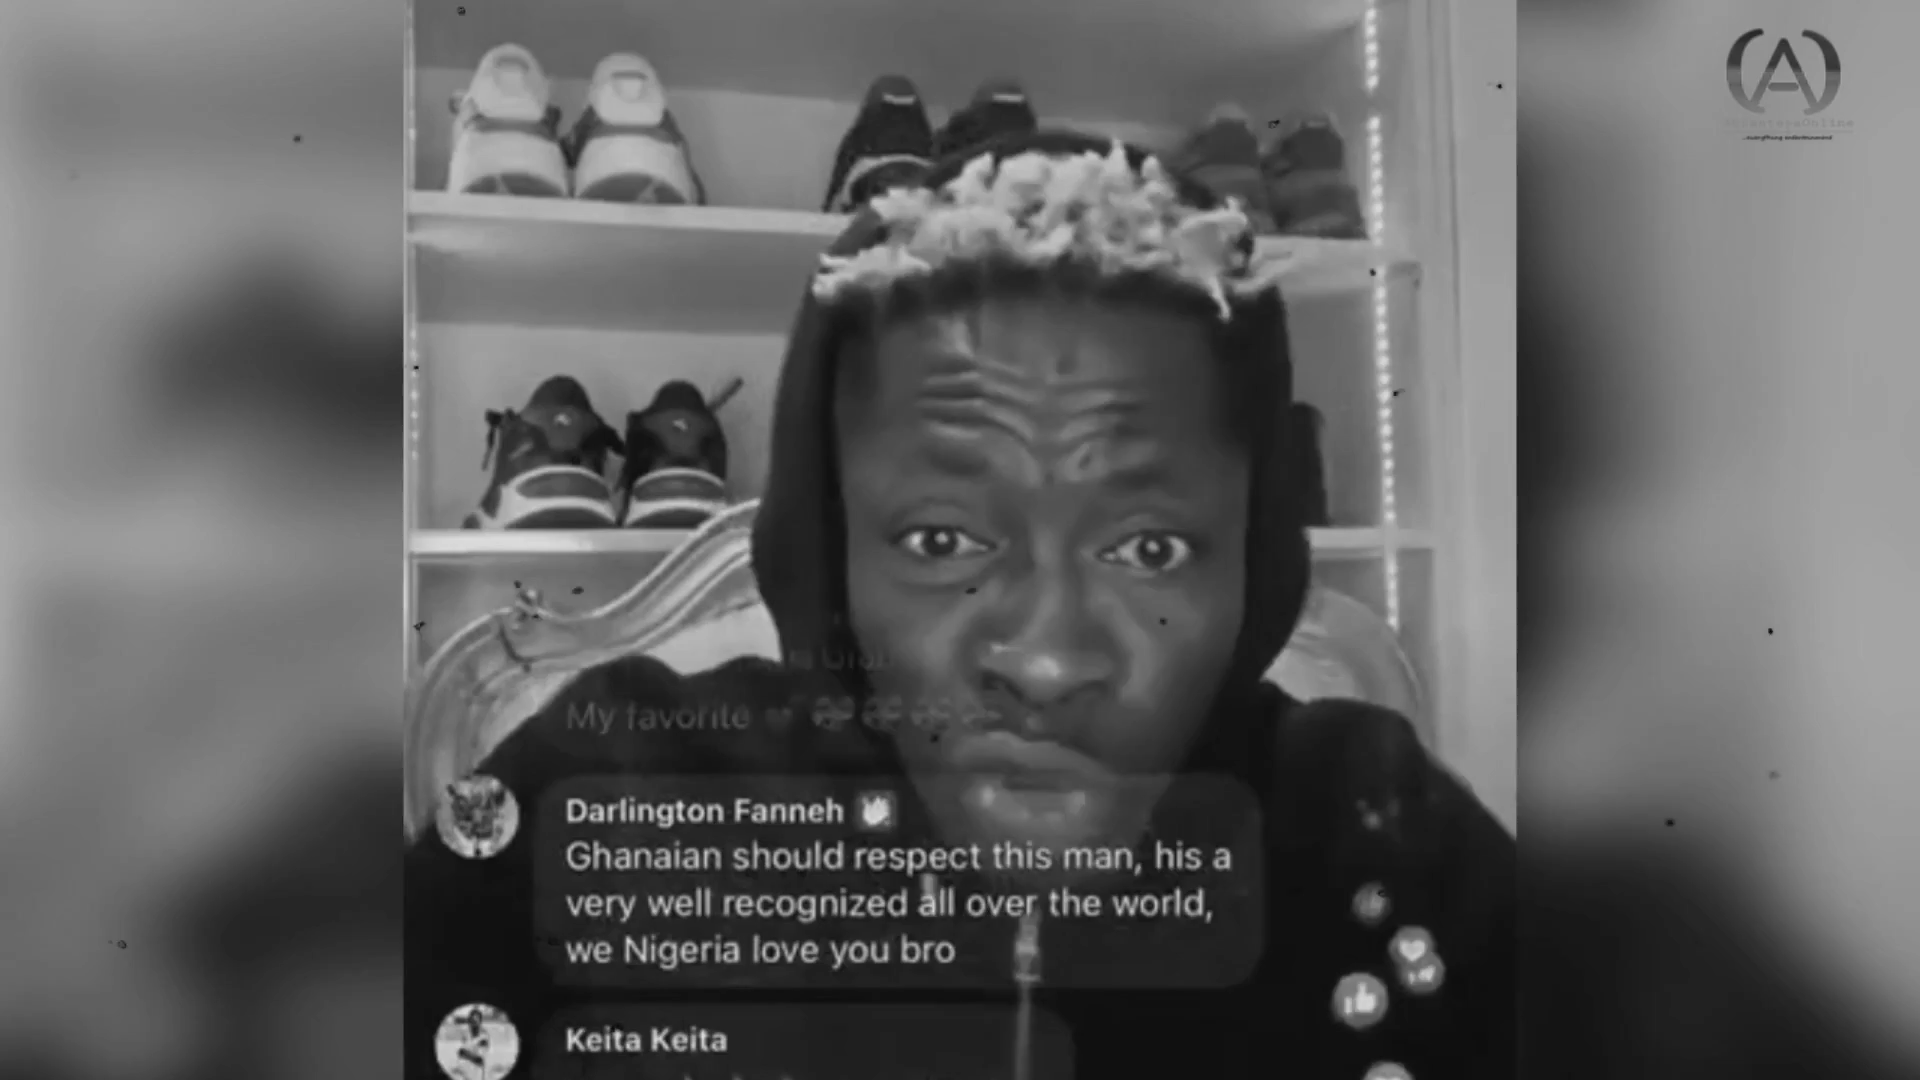 My favorite
Darlington Fanneh
Ghanaian should respect this man, his a
very well recognized all over the world,
we Nigeria love you bro
Keita Keita